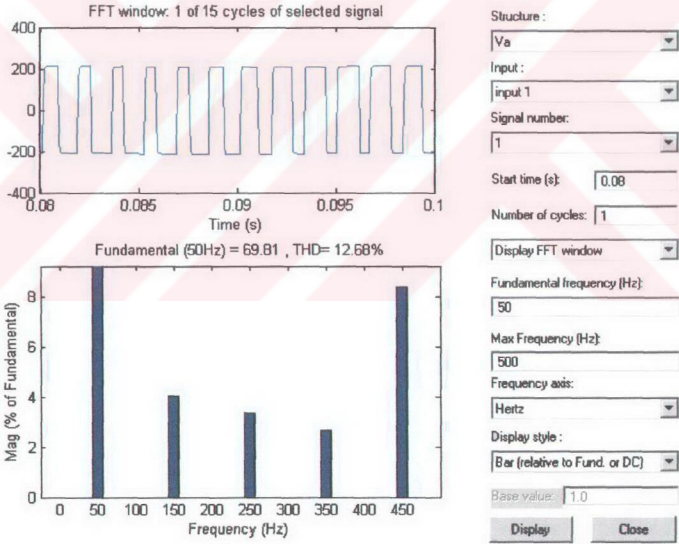 FFT window: 1 of 15 cycles of selected signal
400
200
0
-200
-400
0.08
0.085
0.09
0.095
0.1
Time (s)
Fundamental (50Hz) = 69.81 , THD= 12.68%
Mag (% of Fundamental)
8
6
4
2
0
0
50
100
150
200
250
300
350
400
450
Frequency (Hz)
Structure :
Va
Input :
input 1
Signal number:
1
Start time (s): 0.08
Number of cycles: 1
Display FFT window
Fundamental frequency (Hz):
50
Max Frequency (Hz):
500
Frequency axis:
Hertz
Display style :
Bar (relative to Fund. or DC)
Base value: 1.0
Display
Close